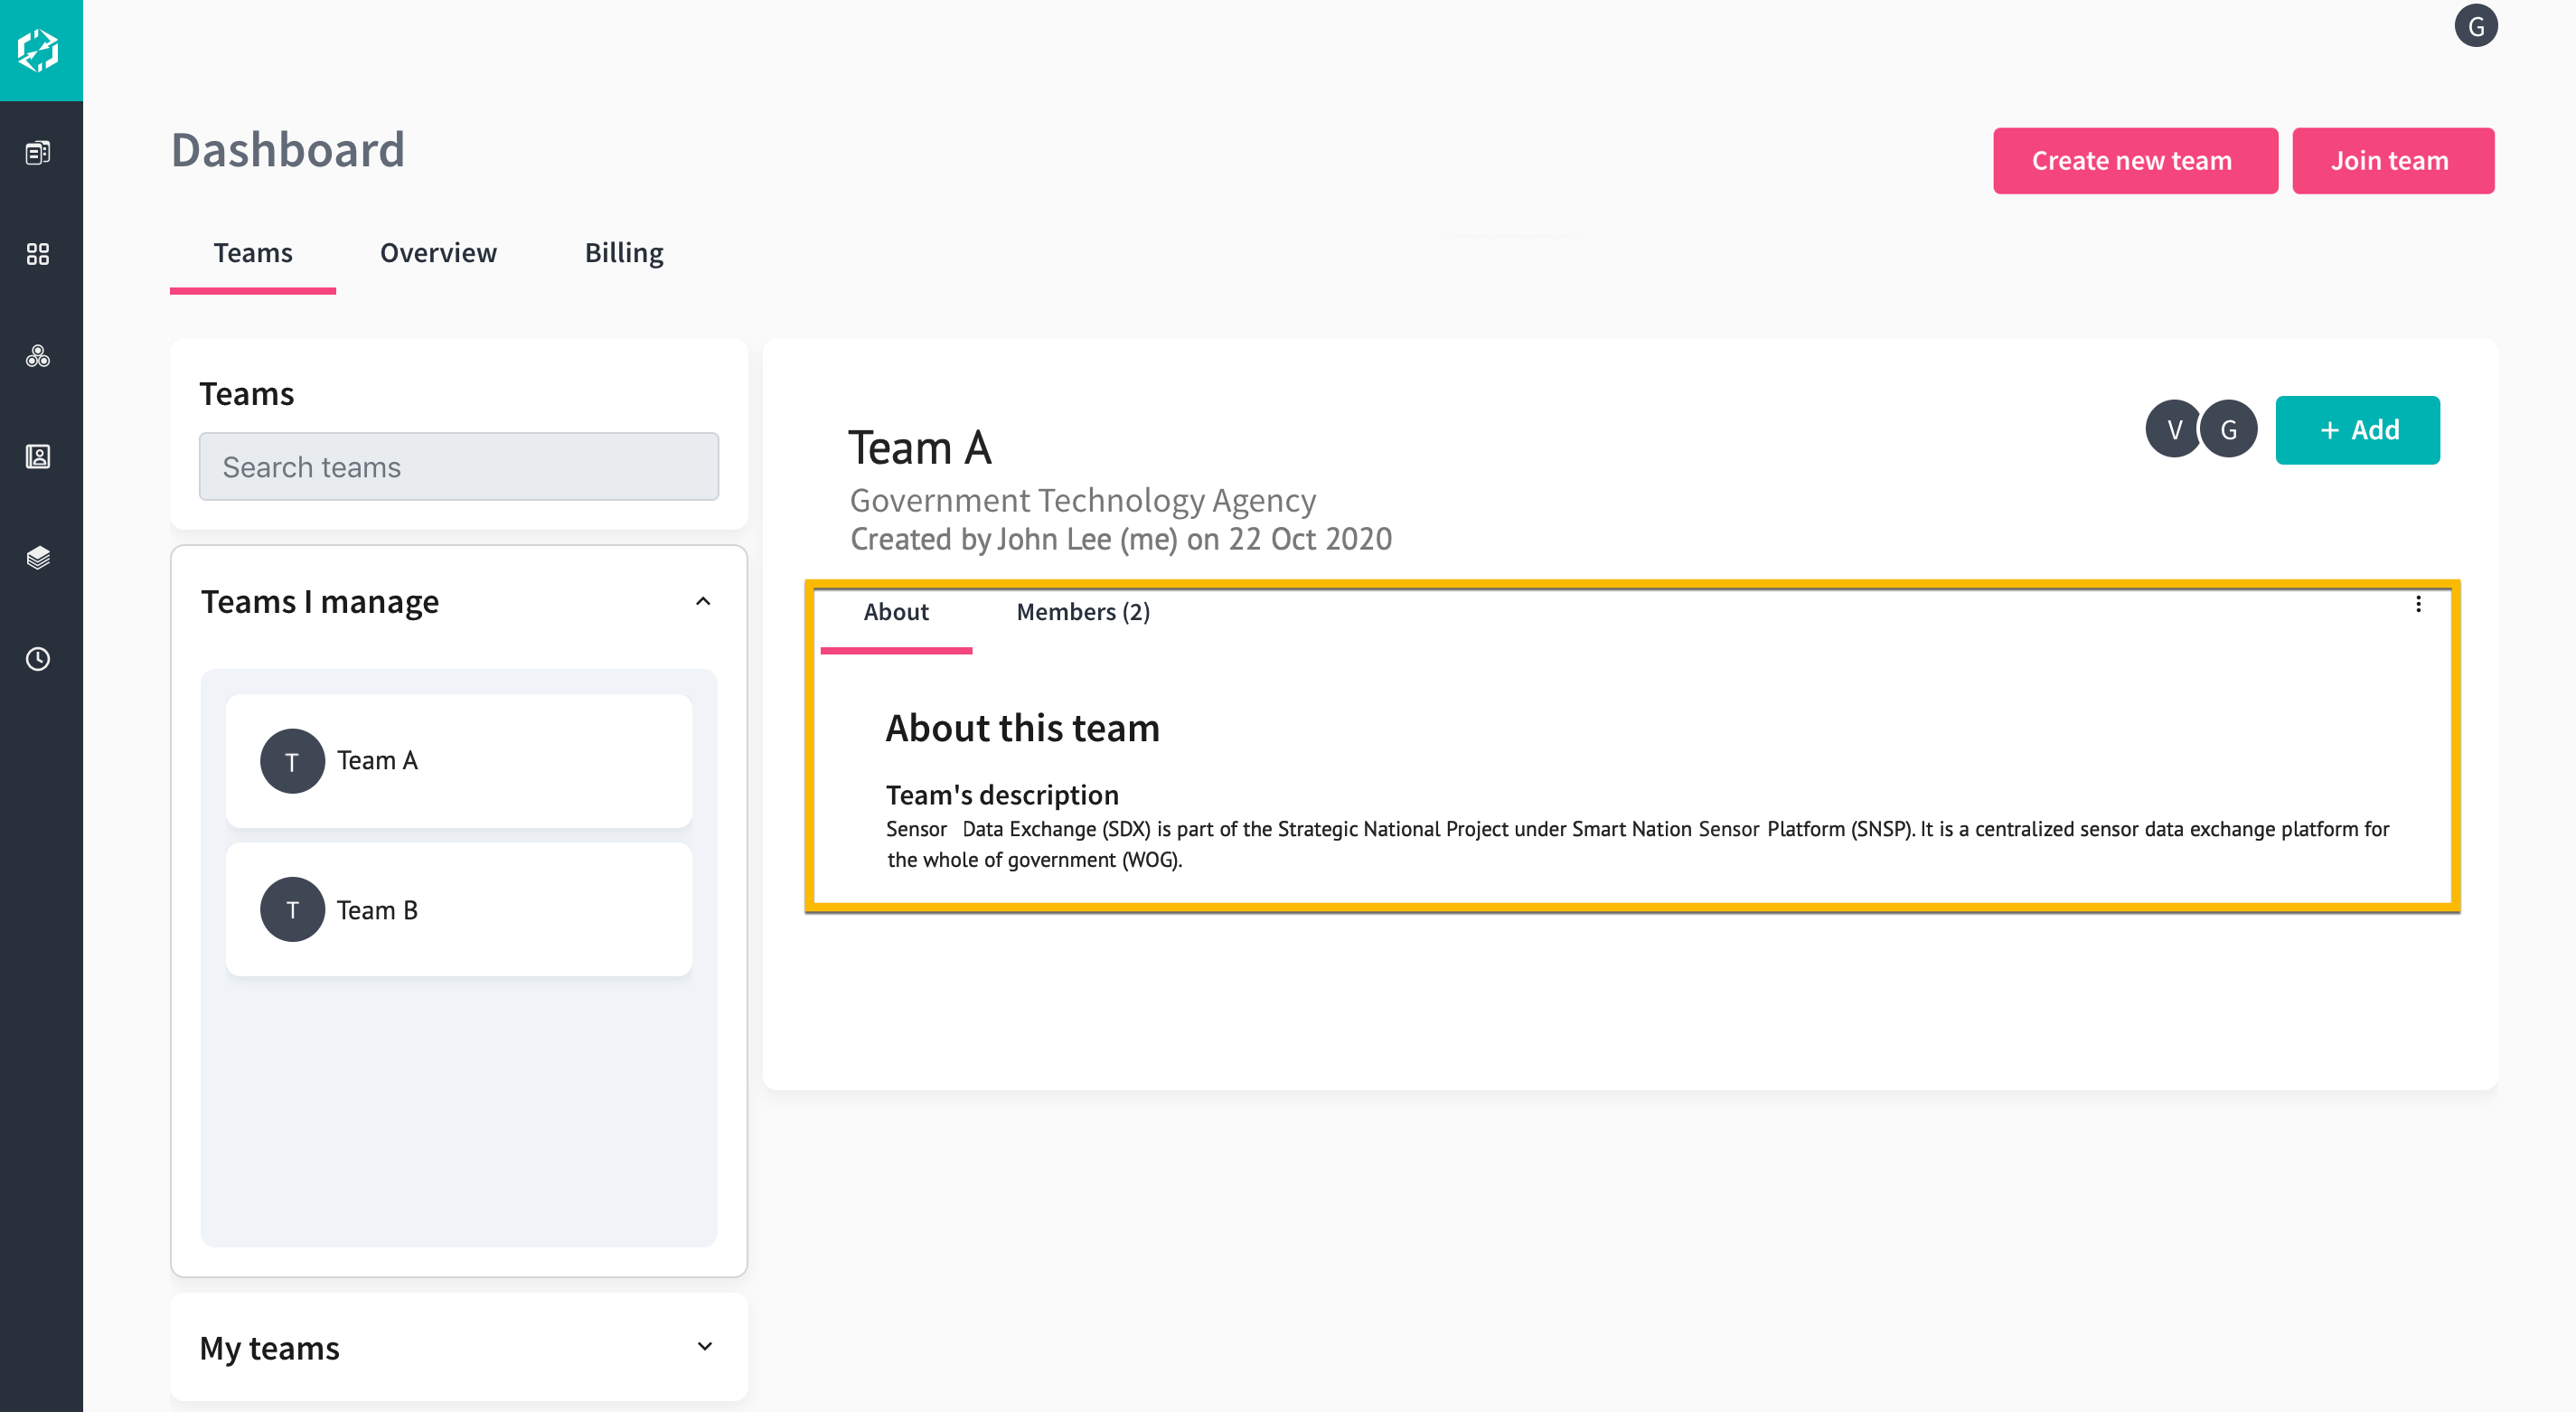 G
Dashboard
Create new team
Join team
Teams
Overview
Billing
Teams
Search teams
Teams I manage
T
Team A
T
Team B
My teams
Team A
V
G
+ Add
Government Technology Agency
Created by John Lee (me) on 22 Oct 2020
About
Members (2)
About this team
Team's description
Sensor Data Exchange (SDX) is part of the Strategic National Project under Smart Nation Sensor Platform (SNSP). It is a centralized sensor data exchange platform for
the whole of government (WOG).